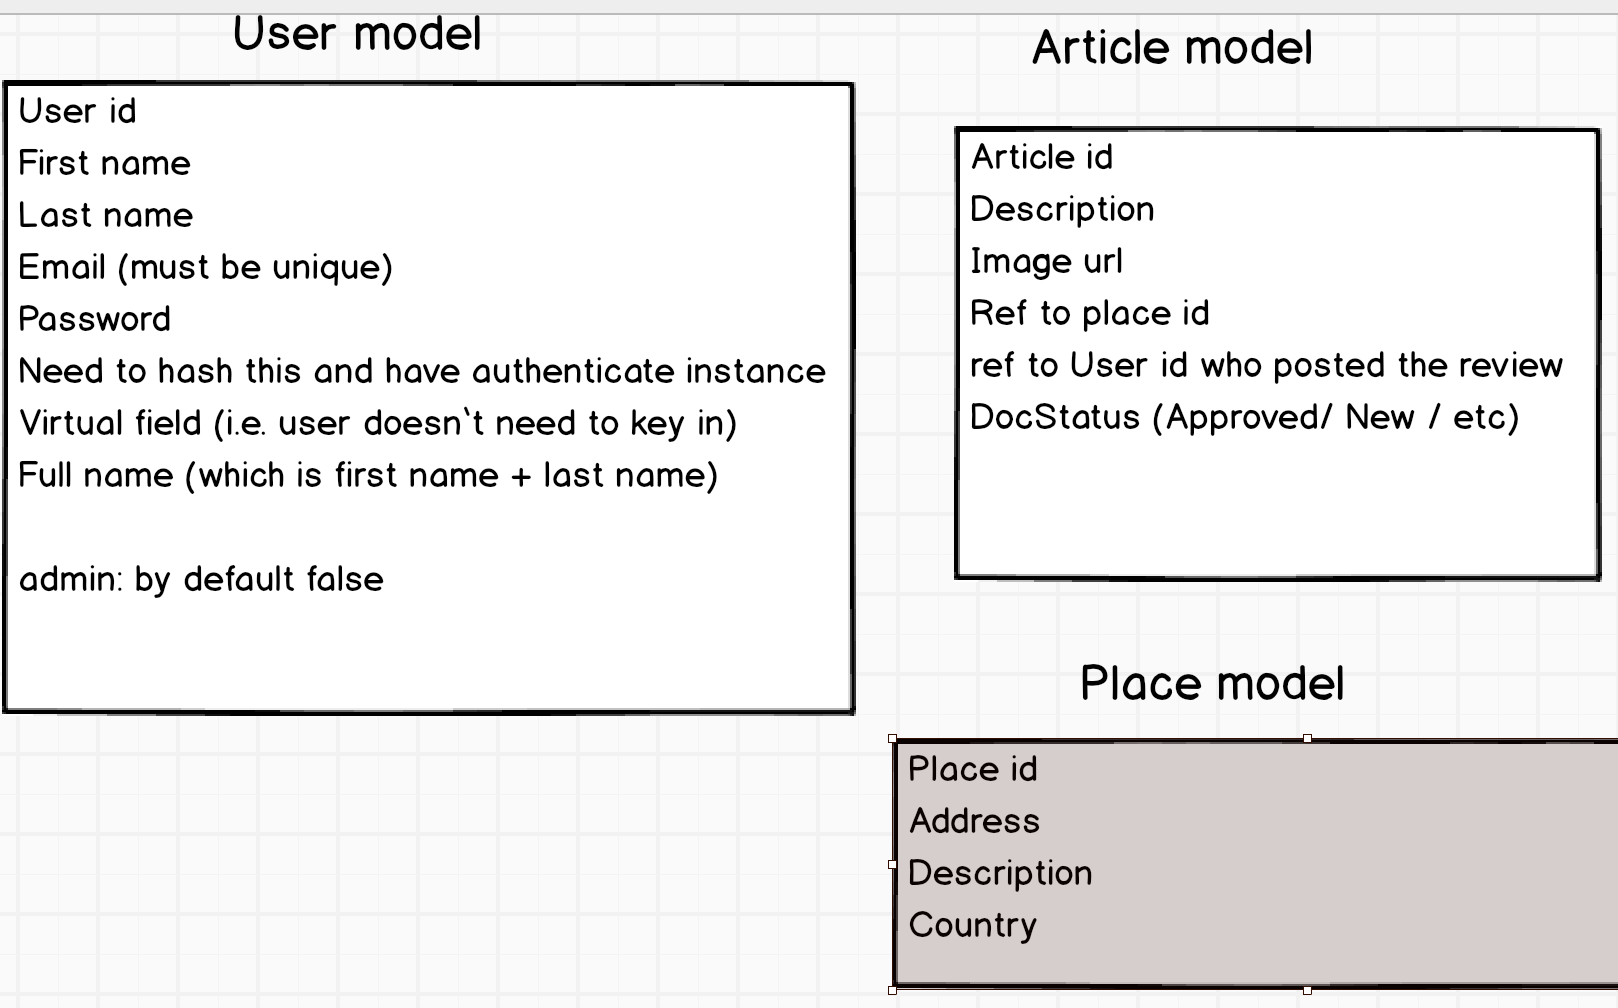 User model
User id
First name
Last name
Email (must be unique)
Password
Need to hash this and have authenticate instance
Virtual field (i.e. user doesn`t need to key in)
Full name (which is first name + last name)
admin: by default false
Article model
Article id
Description
Image url
Ref to place id
ref to User id who posted the review
DocStatus (Approved/ New / etc)
Place model
Place id
Address
Description
Country